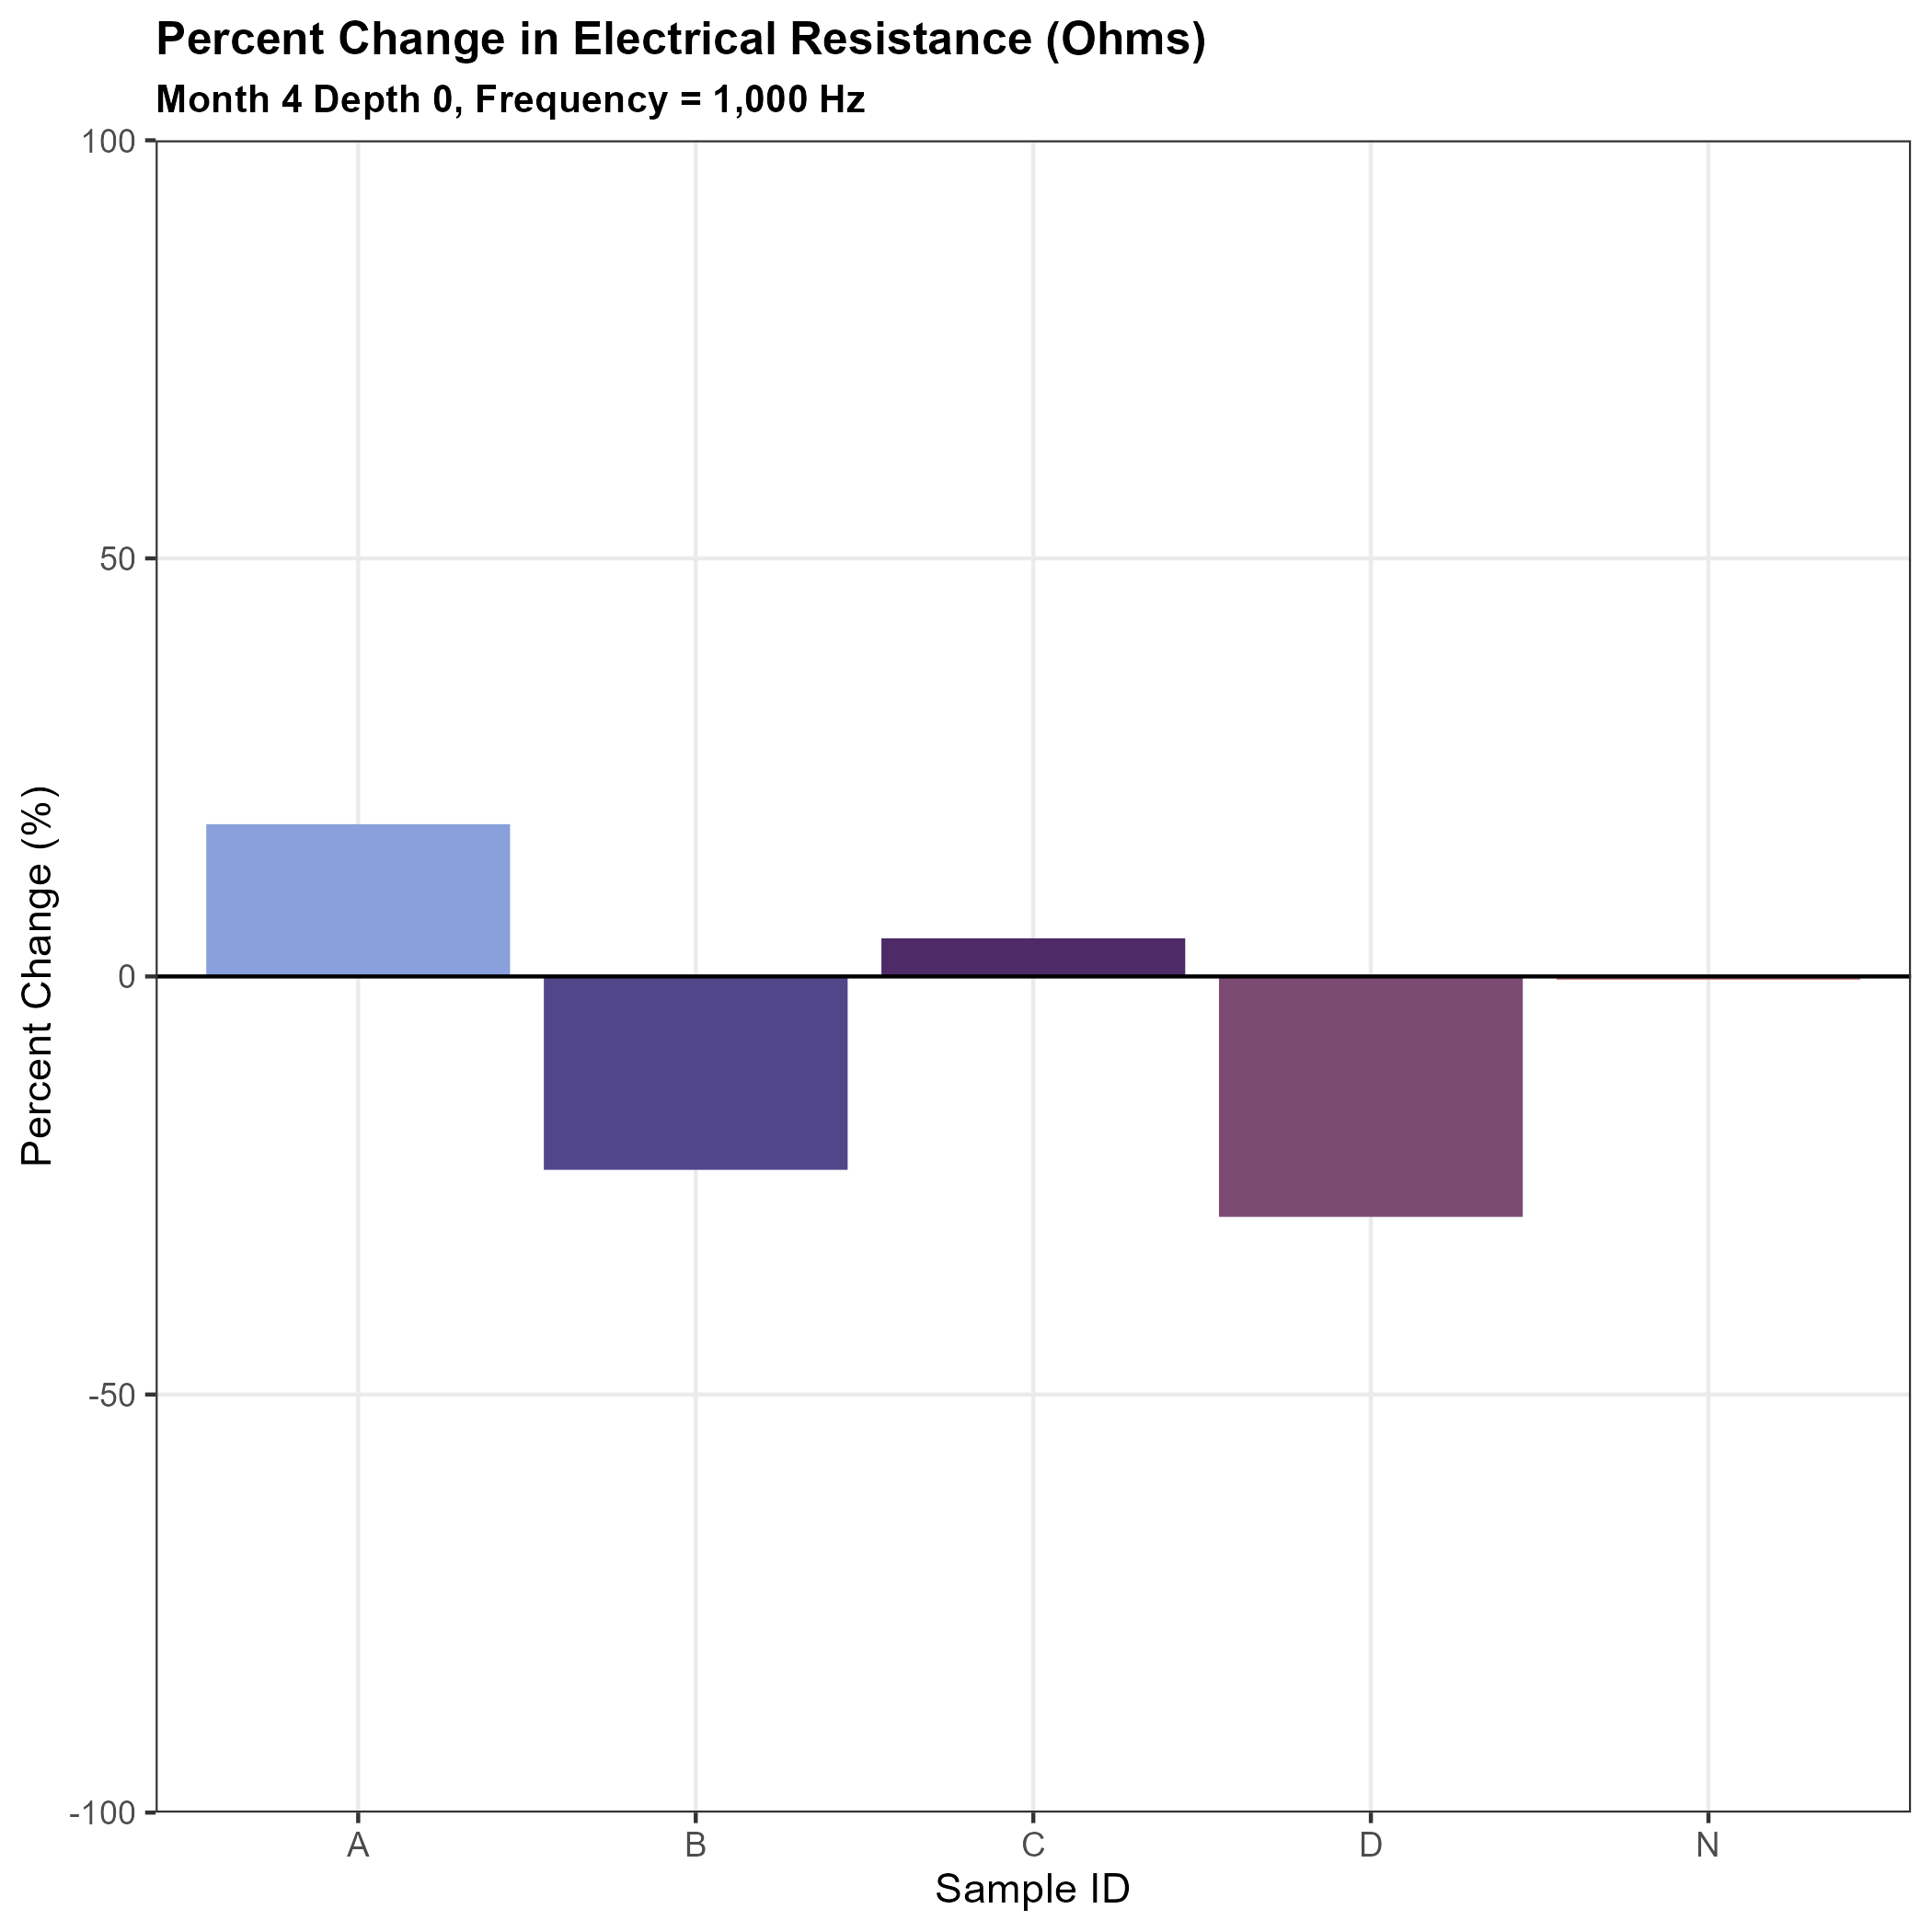 Percent Change in Electrical Resistance (Ohms)
Month 4 Depth 0, Frequency = 1,000 Hz
100
50
0
-50
-100
Percent Change (%)
A
B
C
D
N
Sample ID